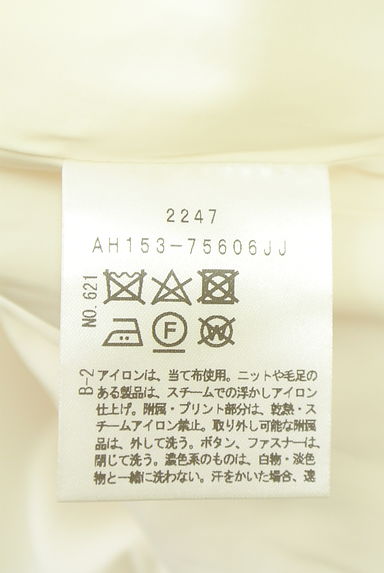 2247
AH153-75606JJ
NO.621
F
W
B-2
アイロンは、当て布使用。ニットや毛足の
ある製品は、スチームでの浮かしアイロン
仕上げ。附属・プリント部分は、乾熱・ス
チームアイロン禁止。取り外し可能な附属
品は、外して洗う。ボタン、ファスナーは、
閉じて洗う。濃色系のものは、白物・淡色
物と一緒に洗わない。汗をかいた場合、速